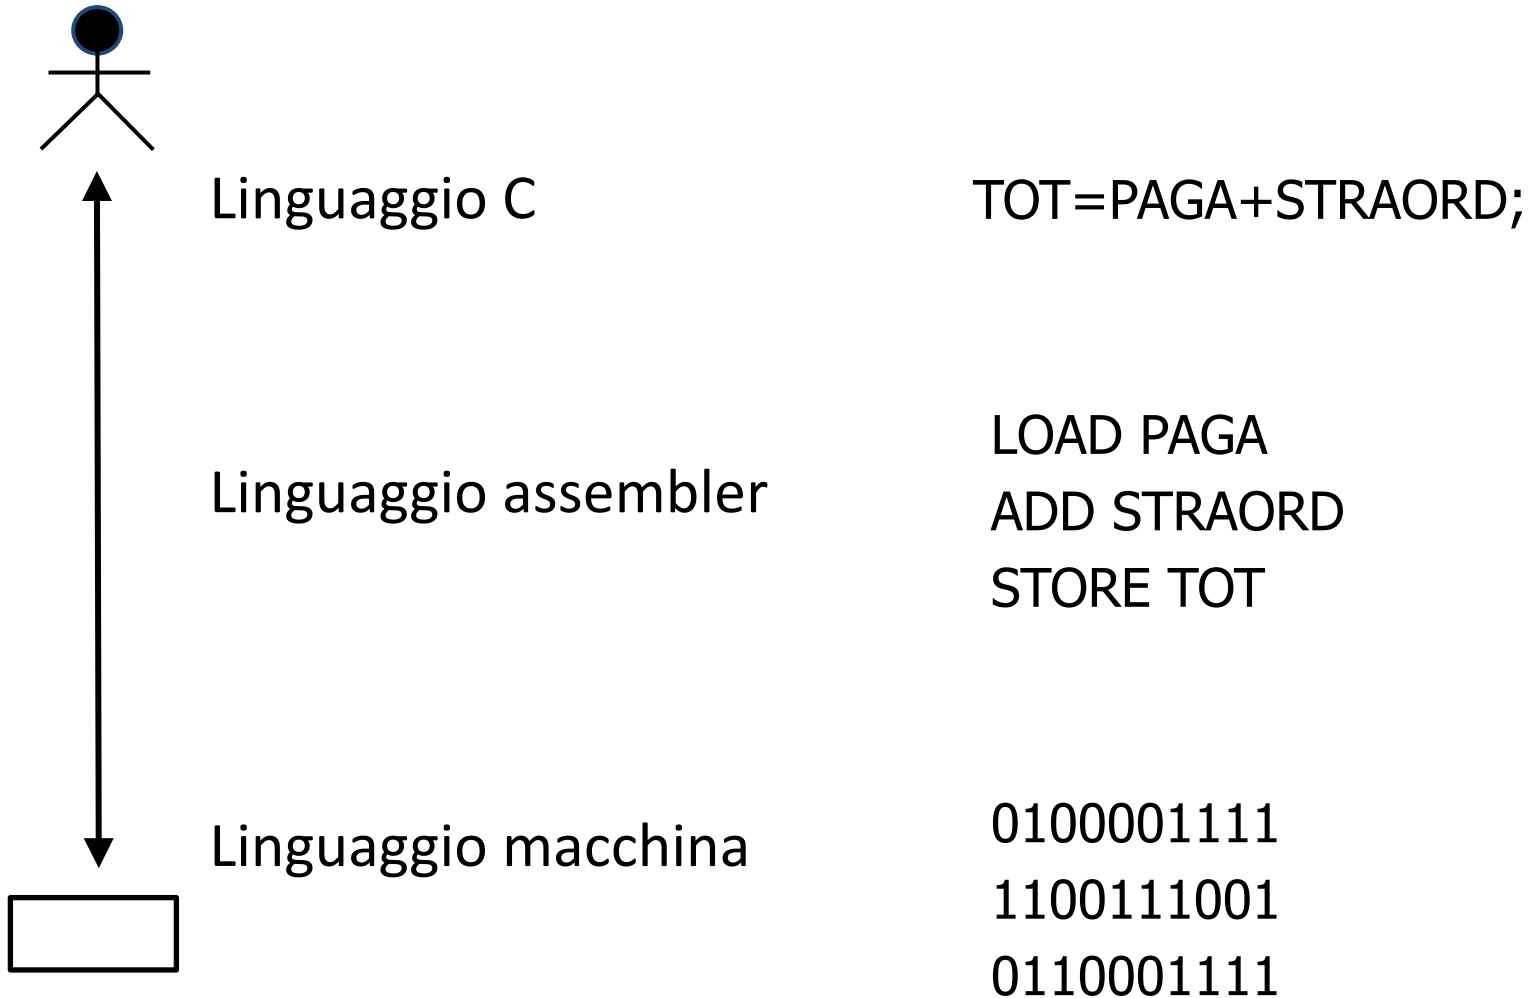 Linguaggio C
TOT=PAGA+STRAORD;
Linguaggio assembler
LOAD PAGA
ADD STRAORD
STORE TOT
Linguaggio macchina
0100001111
1100111001
0110001111